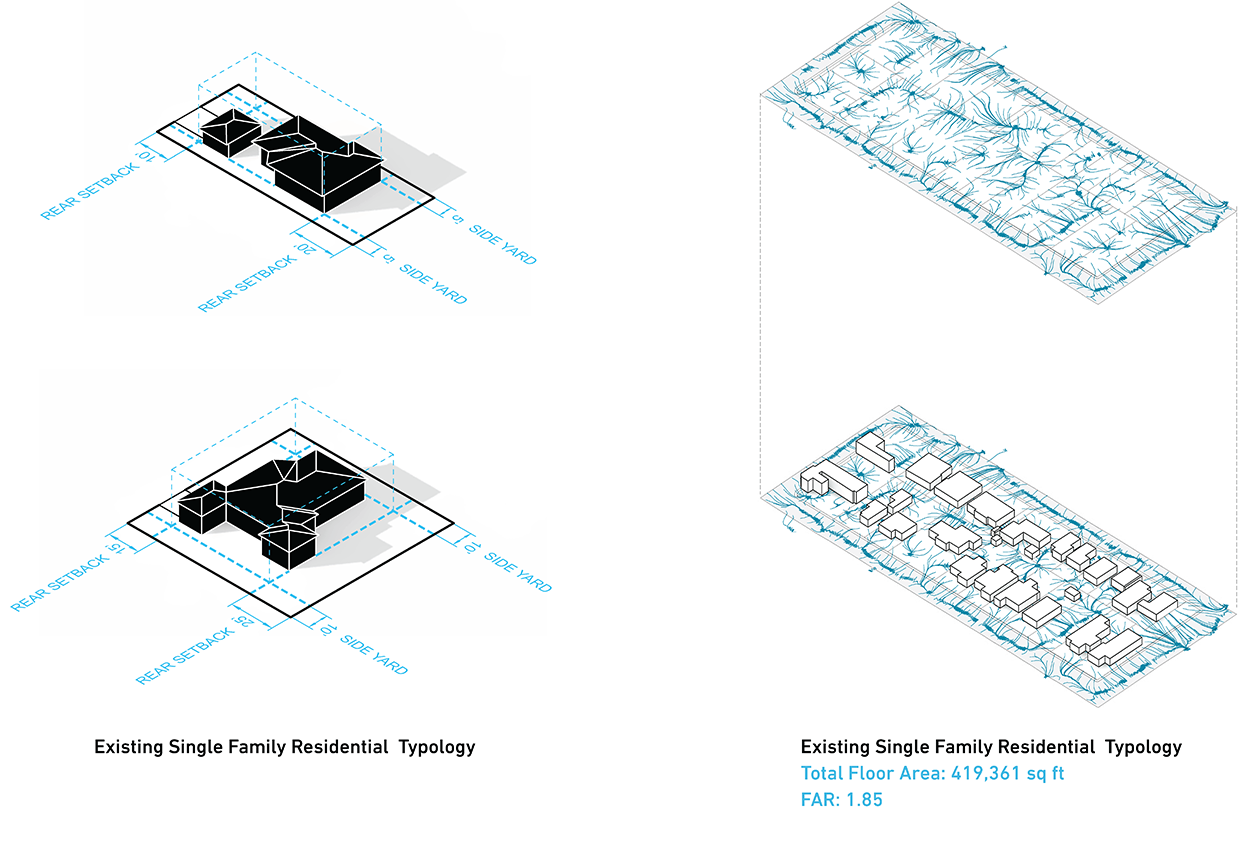 10'
REAR SETBACK
20'
REAR SETBACK
5'
SIDE YARD
5'
SIDE YARD
15'
REAR SETBACK
25'
REAR SETBACK
10'
SIDE YARD
10'
SIDE YARD
Existing Single Family Residential  Typology
Existing Single Family Residential  Typology
Total Floor Area: 419,361 sq ft
FAR: 1.85